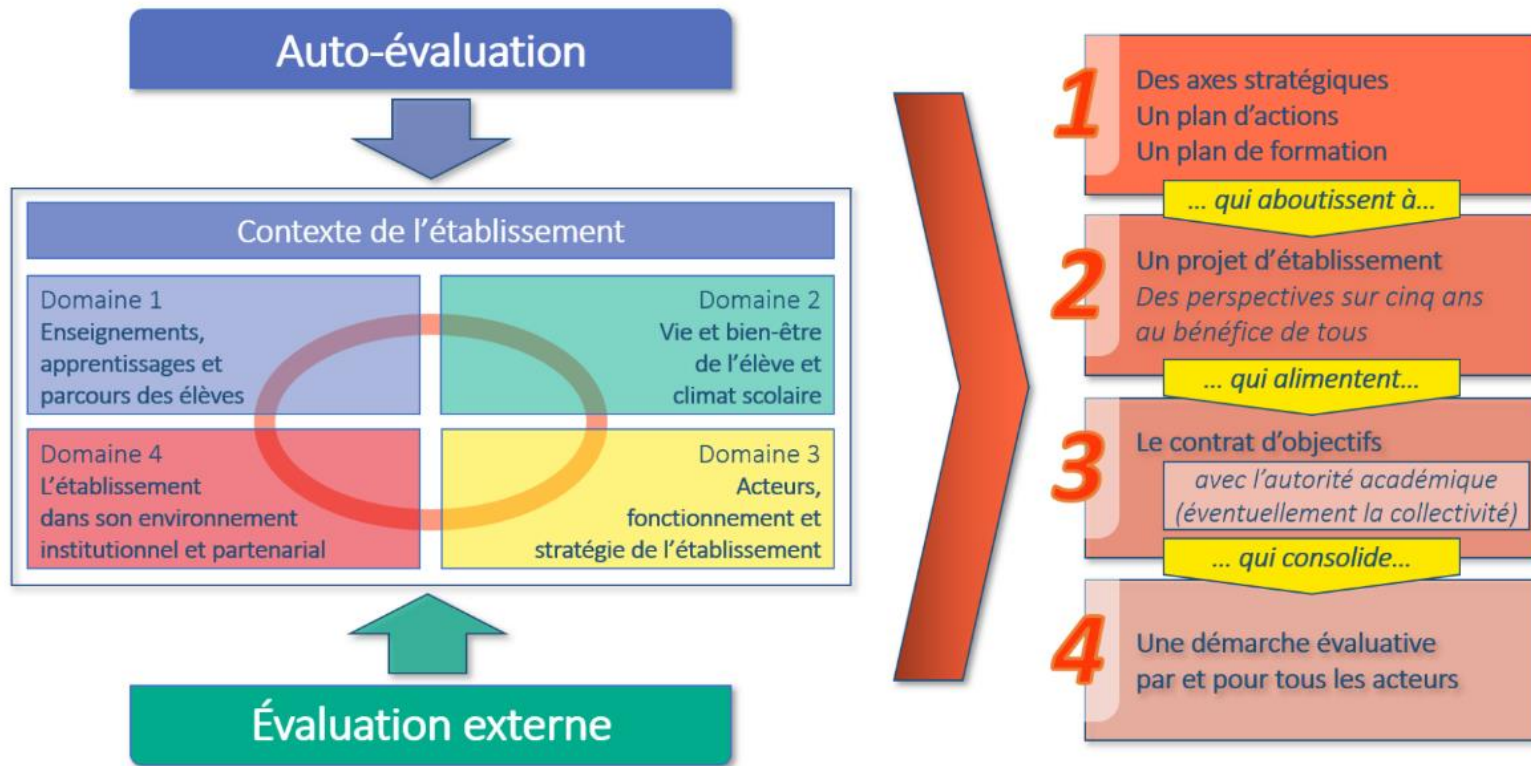 Auto-évaluation
Contexte de l'établissement
Domaine 1
Enseignements,
apprentissages et
parcours des élèves
Domaine 2
Vie et bien-être
de l'élève et
climat scolaire
Domaine 4
L'établissement
dans son environnement
institutionnel et partenarial
Domaine 3
Acteurs,
fonctionnement et
stratégie de l'établissement
Évaluation externe
1
Des axes stratégiques
Un plan d'actions
Un plan de formation
... qui aboutissent à...
2
Un projet d'établissement
Des perspectives sur cinq ans
au bénéfice de tous
... qui alimentent...
3
Le contrat d'objectifs
avec l'autorité académique
(éventuellement la collectivité)
... qui consolide...
4
Une démarche évaluative
par et pour tous les acteurs